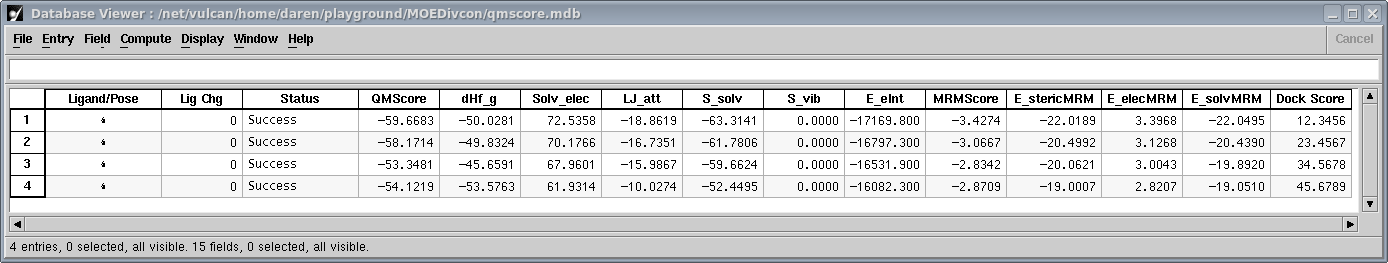 Database Viewer : /net/vulcan/home/daren/playground/MOEDivcon/qmscore.mdb
File Entry Field Compute Display Window Help Cancel
Ligand/Pose Lig Chg Status QMScore dHf_g Solv_elec LJ_att S_solv S_vib E_eInt MRMScore E_stericMRM E_elecMRM E_solvMRM Dock Score
1 0 Success -59.6683 -50.0281 72.5358 -18.8619 -63.3141 0.0000 -17169.800 -3.4274 -22.0189 3.3968 -22.0495 12.3456
2 0 Success -58.1714 -49.8324 70.1766 -16.7351 -61.7806 0.0000 -16797.300 -3.0667 -20.4992 3.1268 -20.4390 23.4567
3 0 Success -53.3481 -45.6591 67.9601 -15.9867 -59.6624 0.0000 -16531.900 -2.8342 -20.0621 3.0043 -19.8920 34.5678
4 0 Success -54.1219 -53.5763 61.9314 -10.0274 -52.4495 0.0000 -16082.300 -2.8709 -19.0007 2.8207 -19.0510 45.6789
4 entries, 0 selected, all visible. 15 fields, 0 selected, all visible.